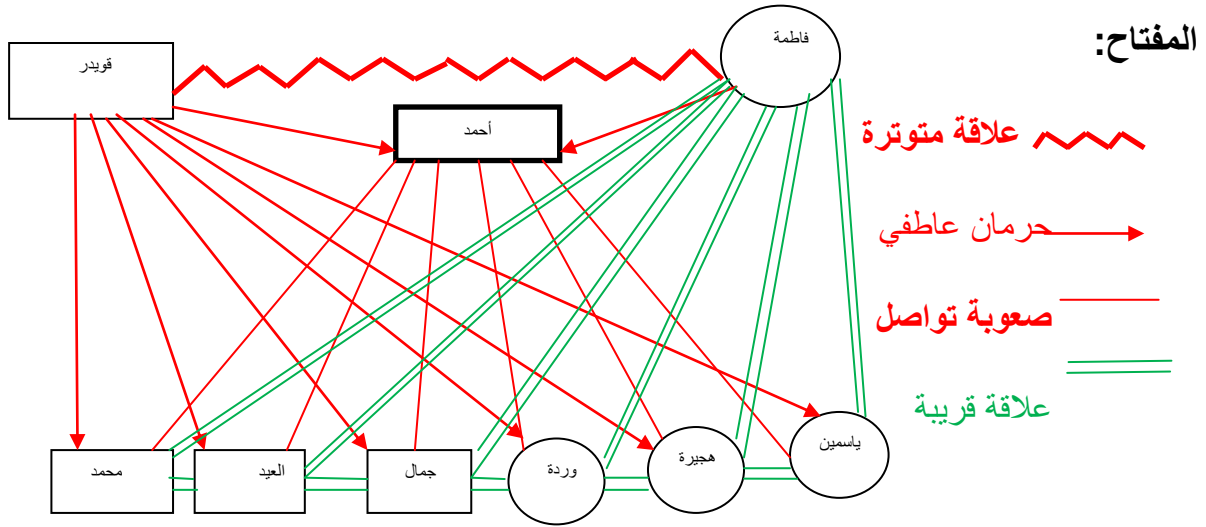 المفتاح:
فاطمة
قويدر
أحمد
علاقة متوترة
حرمان عاطفي
صعوبة تواصل
علاقة قريبة
ياسمين
هجيرة
وردة
جمال
العيد
محمد